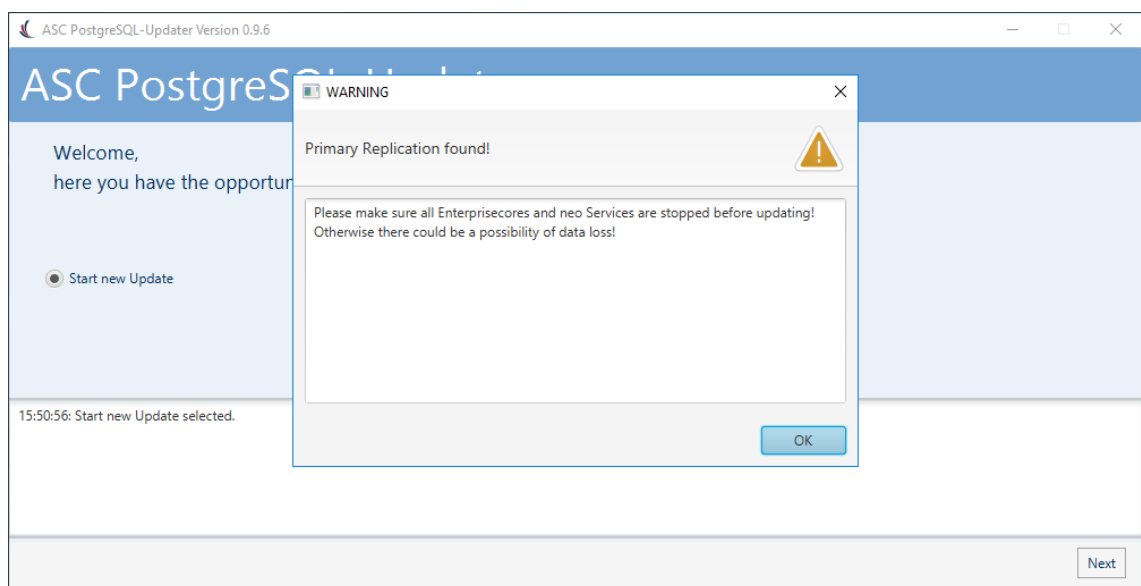 ASC PostgreSQL-Updater Version 0.9.6
ASC PostgreS
WARNING
Primary Replication found!
Welcome,
here you have the opportun
Please make sure all Enterprisecores and neo Services are stopped before updating!
Otherwise there could be a possibility of data loss!
Start new Update
OK
15:50:56: Start new Update selected.
Next